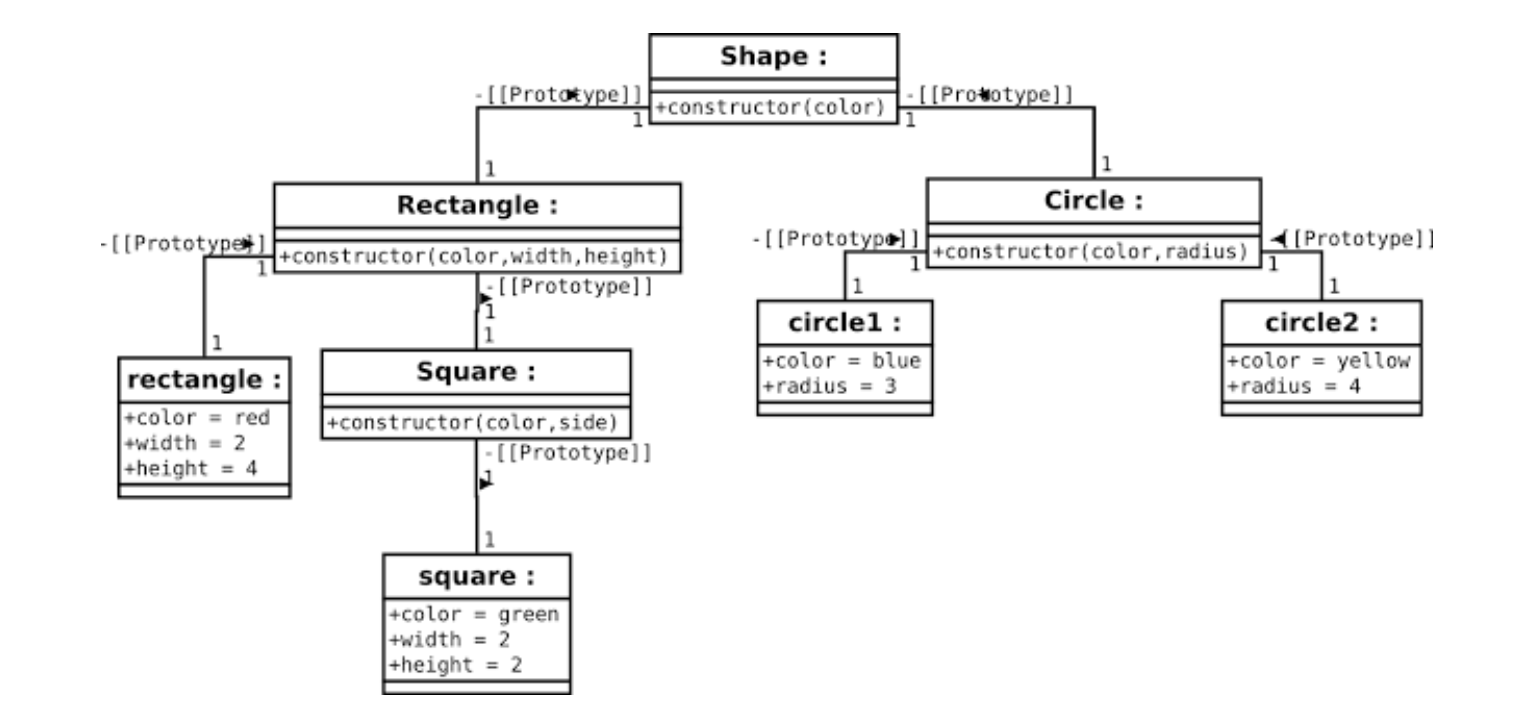 Shape :
-[[Prototype]]
-[[Prototype]]
+constructor(color)
1
1
1
1
Rectangle :
Circle :
-[[Prototype]]
-[[Prototype]]
-[[Prototype]]
+constructor(color,width,height)
+constructor(color,radius)
1
1
1
-[[Prototype]]
1
1
1
1
1
circle1 :
circle2 :
rectangle :
Square :
+color = blue
+radius = 3
+color = yellow
+radius = 4
+color = red
+width = 2
+height = 4
+constructor(color,side)
-[[Prototype]]
1
1
square :
+color = green
+width = 2
+height = 2